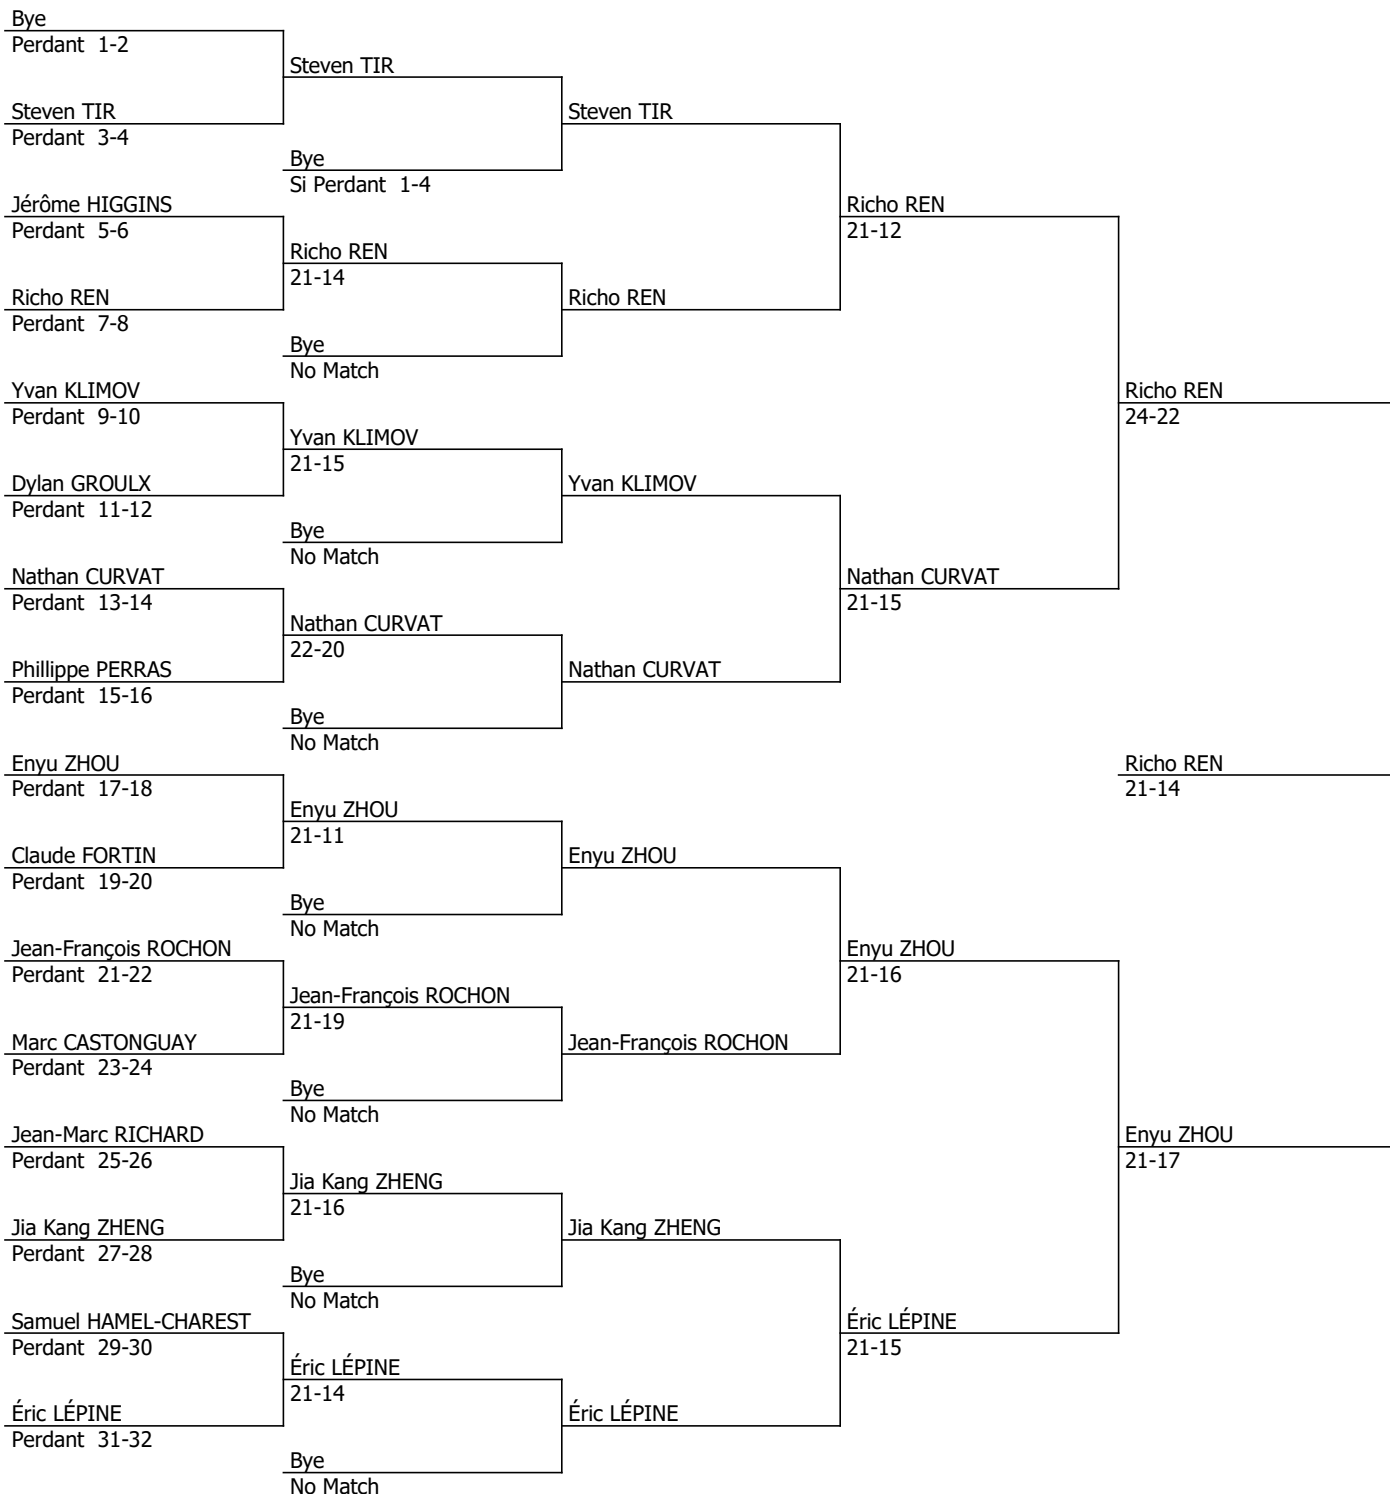 Bye
Perdant 1-2
Steven TIR
Steven TIR
Steven TIR
Perdant 3-4
Bye
Si Perdant 1-4
Jérôme HIGGINS
Richo REN
Perdant 5-6
21-12
Richo REN
21-14
Richo REN
Richo REN
Perdant 7-8
Bye
No Match
Yvan KLIMOV
Richo REN
Perdant 9-10
24-22
Yvan KLIMOV
21-15
Dylan GROULX
Yvan KLIMOV
Perdant 11-12
Bye
No Match
Nathan CURVAT
Nathan CURVAT
Perdant 13-14
21-15
Nathan CURVAT
22-20
Phillippe PERRAS
Nathan CURVAT
Perdant 15-16
Bye
No Match
Enyu ZHOU
Richo REN
Perdant 17-18
21-14
Enyu ZHOU
21-11
Claude FORTIN
Enyu ZHOU
Perdant 19-20
Bye
No Match
Jean-François ROCHON
Enyu ZHOU
Perdant 21-22
21-16
Jean-François ROCHON
21-19
Marc CASTONGUAY
Jean-François ROCHON
Perdant 23-24
Bye
No Match
Jean-Marc RICHARD
Enyu ZHOU
Perdant 25-26
21-17
Jia Kang ZHENG
21-16
Jia Kang ZHENG
Jia Kang ZHENG
Perdant 27-28
Bye
No Match
Samuel HAMEL-CHAREST
Éric LÉPINE
Perdant 29-30
21-15
Éric LÉPINE
21-14
Éric LÉPINE
Éric LÉPINE
Perdant 31-32
Bye
No Match